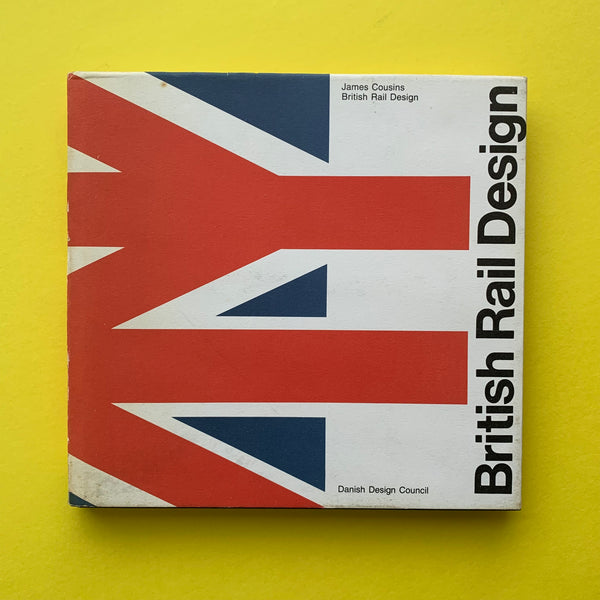 James Cousins
British Rail Design
British Rail Design
Danish Design Council